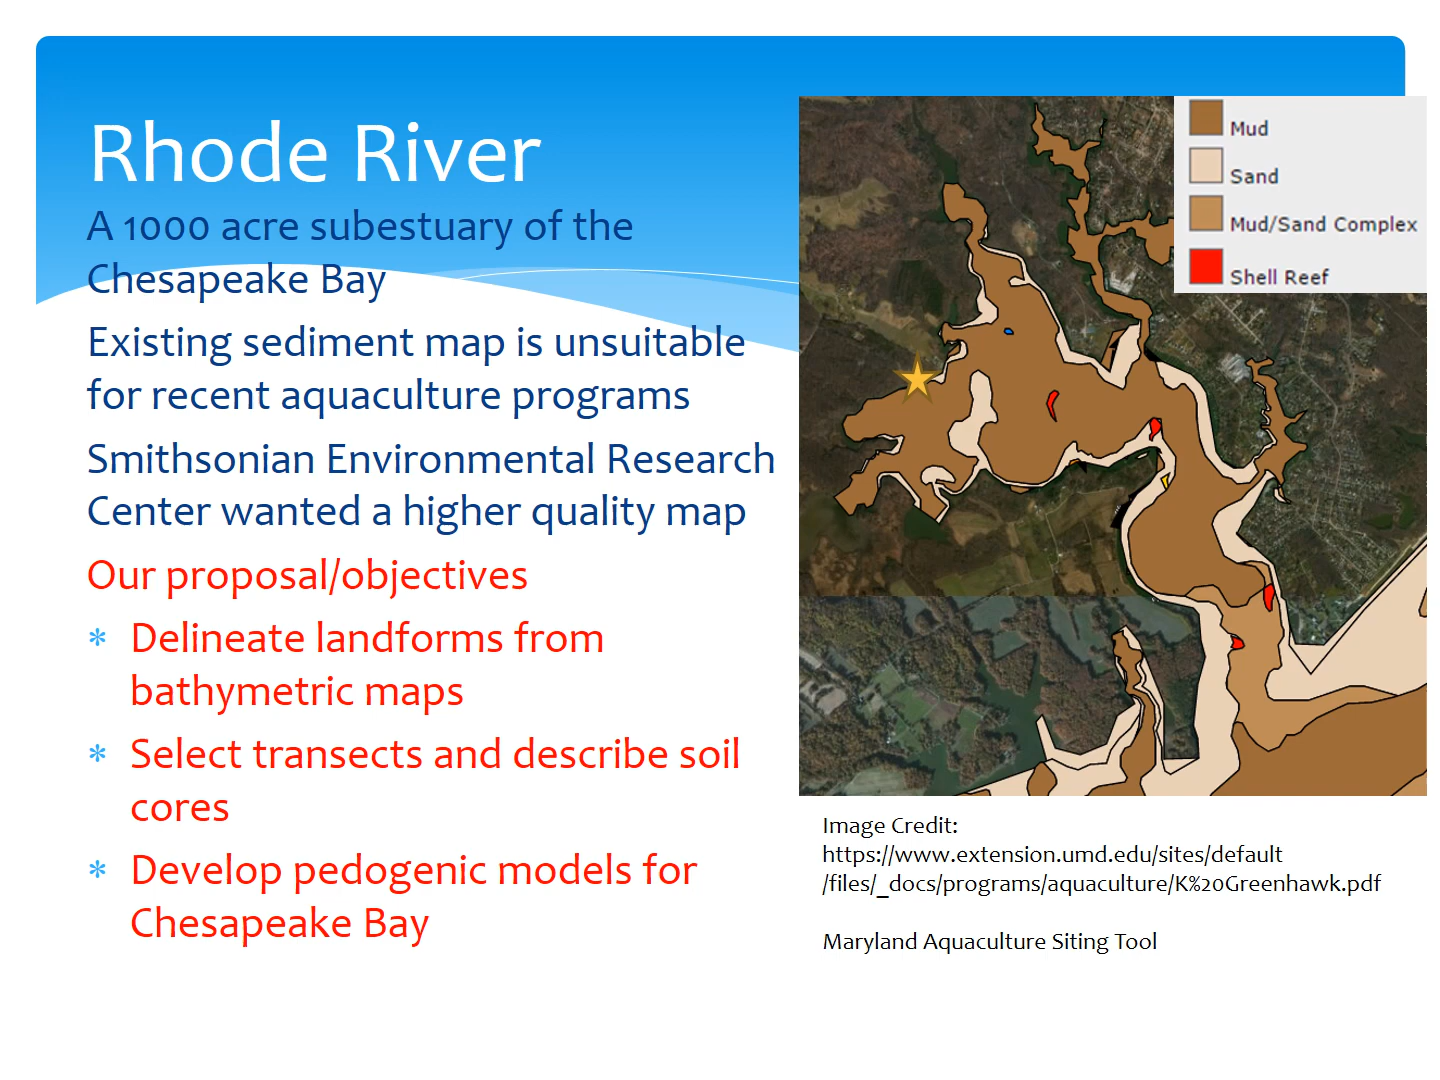 Rhode River
A 1000 acre subestuary of the
Chesapeake Bay
Existing sediment map is unsuitable
for recent aquaculture programs
Smithsonian Environmental Research
Center wanted a higher quality map
Our proposal/objectives
* Delineate landforms from
bathymetric maps
* Select transects and describe soil
cores
* Develop pedogenic models for
Chesapeake Bay
Mud
Sand
Mud/Sand Complex
Shell Reef
Image Credit:
https://www.extension.umd.edu/sites/default
/files/_docs/programs/aquaculture/K%20Greenhawk.pdf
Maryland Aquaculture Siting Tool